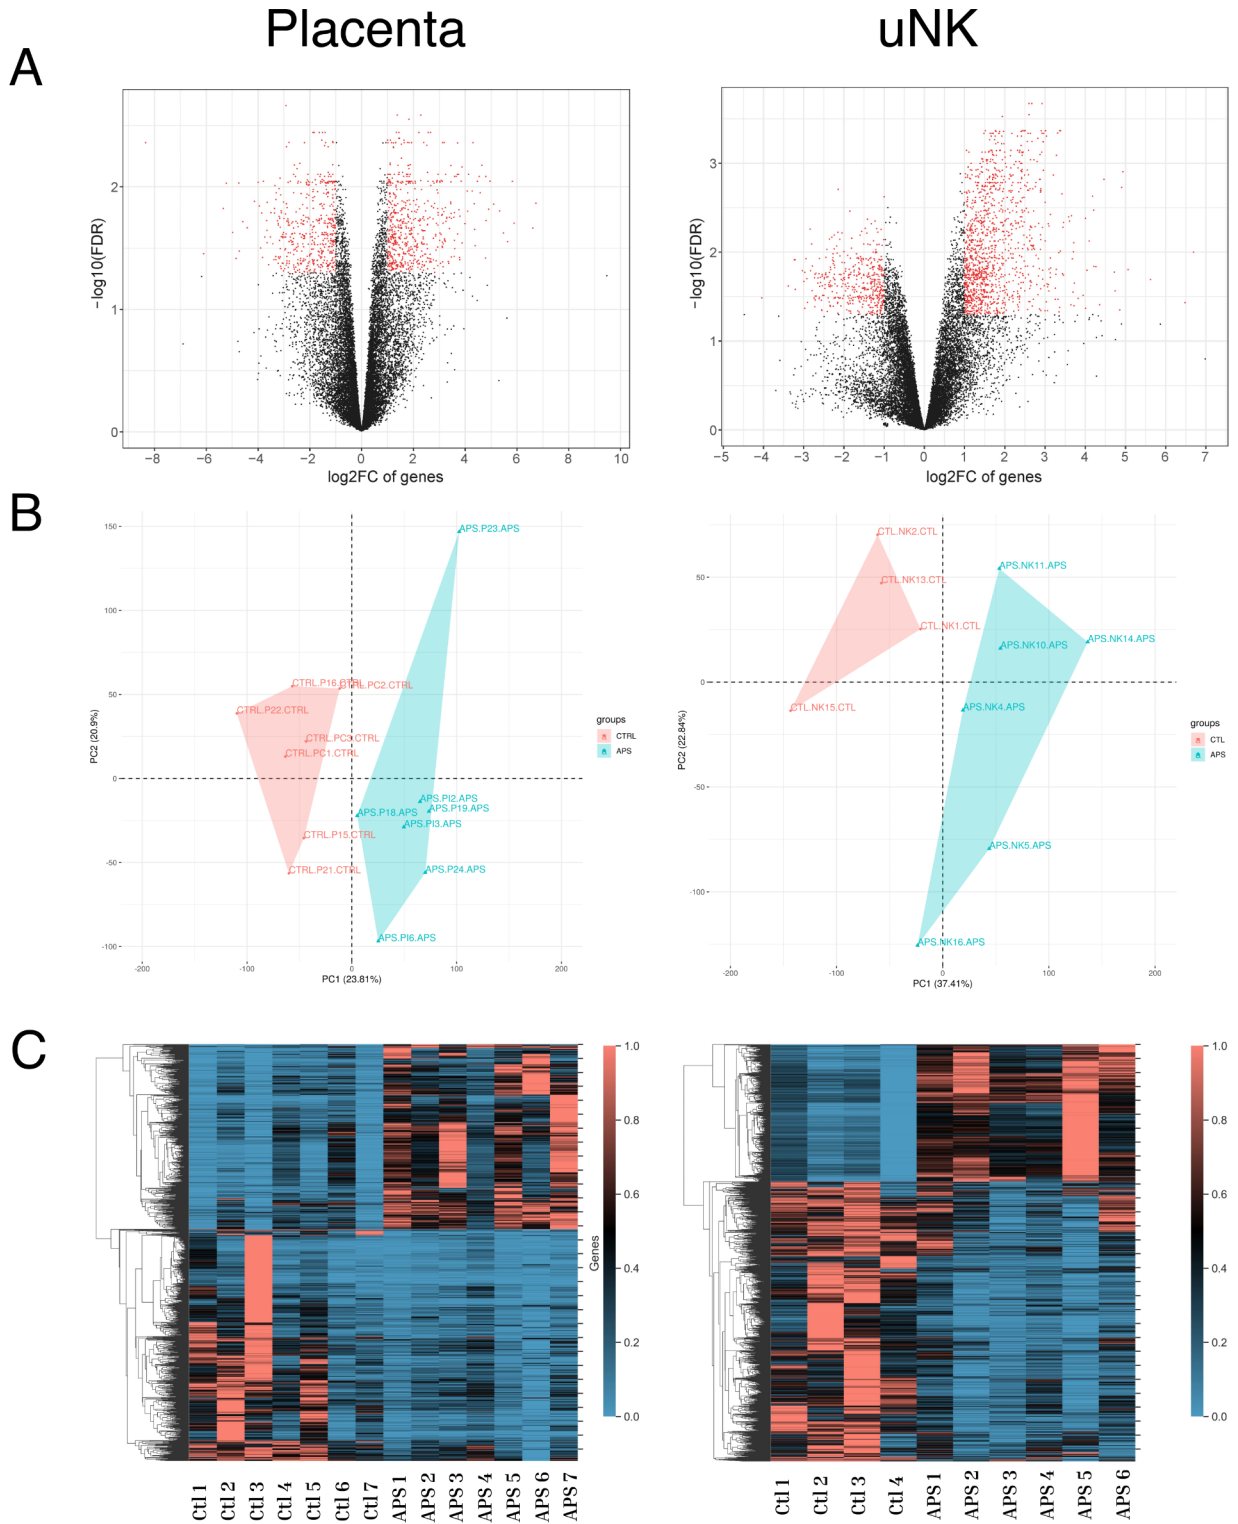 Placenta
uNK
A
−log10(FDR)
2
1
0
−8
−6
−4
−2
0
2
4
6
8
10
log2FC of genes
−log10(FDR)
3
2
1
0
−5
−4
−3
−2
−1
0
1
2
3
4
5
6
7
log2FC of genes
B
PC2 (20.9%)
150
100
50
0
-50
-100
-200
-100
0
100
200
PC1 (23.81%)
APS.P23.APS
CTRL.P16.CTRL
CTRL.PC2.CTRL
CTRL.P22.CTRL
CTRL.PC3.CTRL
CTRL.PC1.CTRL
APS.PI2.APS
APS.P19.APS
APS.P18.APS
APS.PI3.APS
CTRL.P15.CTRL
CTRL.P21.CTRL
APS.P24.APS
APS.PI6.APS
groups
CTRL
APS
PC2 (22.84%)
50
0
-50
-100
-200
-100
0
100
200
PC1 (37.41%)
CTL.NK2.CTL
APS.NK11.APS
CTL.NK13.CTL
CTL.NK1.CTL
APS.NK14.APS
APS.NK10.APS
CTL.NK15.CTL
APS.NK4.APS
APS.NK5.APS
APS.NK16.APS
groups
CTL
APS
C
1.0
0.8
0.6
0.4
0.2
0.0
Genes
Ctl 1
Ctl 2
Ctl 3
Ctl 4
Ctl 5
Ctl 6
Ctl 7
APS 1
APS 2
APS 3
APS 4
APS 5
APS 6
APS 7
1.0
0.8
0.6
0.4
0.2
0.0
Ctl 1
Ctl 2
Ctl 3
Ctl 4
APS 1
APS 2
APS 3
APS 4
APS 5
APS 6